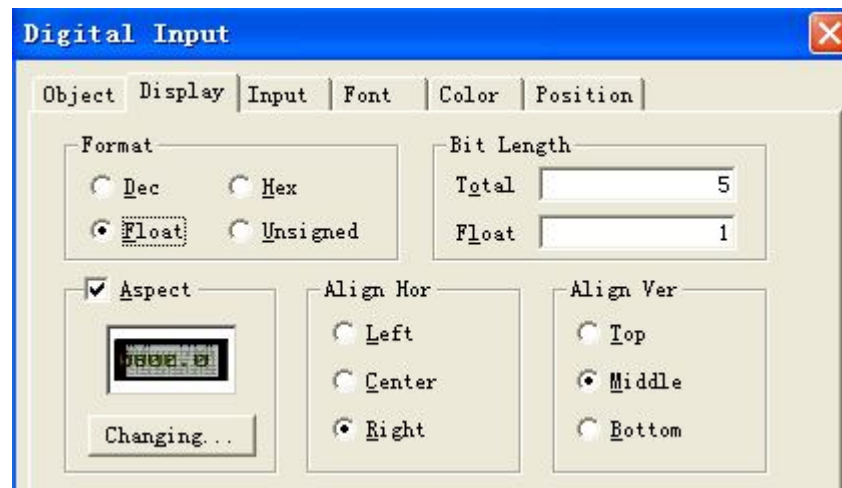 Digital Input
Object Display Input Font Color Position
Format
Dec Hex
Float Unsigned
Bit Length
Total 5
Float 1
Aspect
Changing...
Align Hor
Left
Center
Right
Align Ver
Top
Middle
Bottom